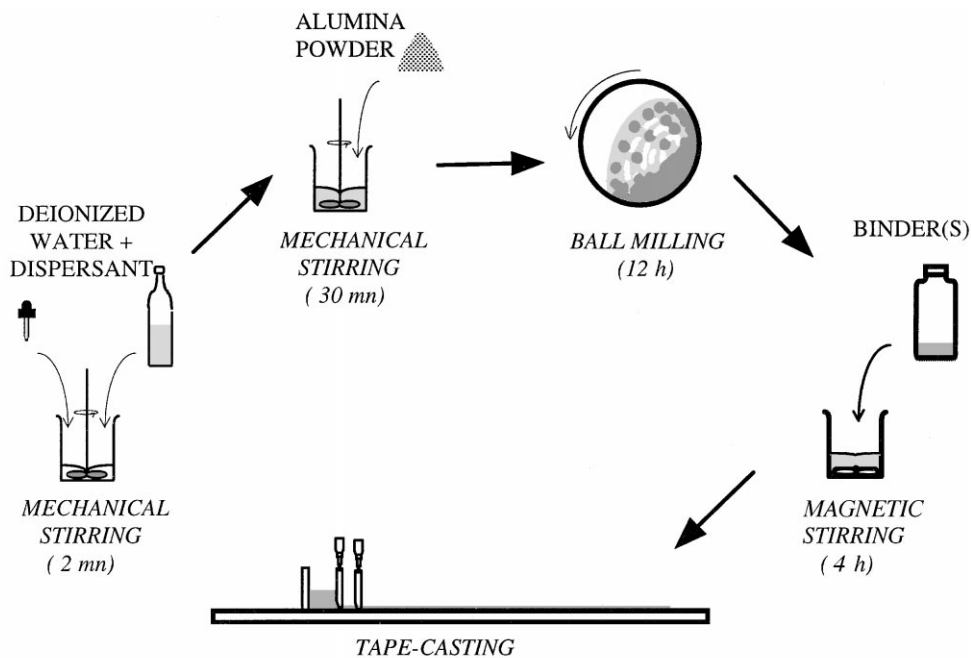 DEIONIZED
WATER +
DISPERSANT
MECHANICAL
STIRRING
( 2 mn )
ALUMINA
POWDER
MECHANICAL
STIRRING
( 30 mn )
BALL MILLING
(12 h )
BINDER(S)
MAGNETIC
STIRRING
( 4 h )
TAPE-CASTING